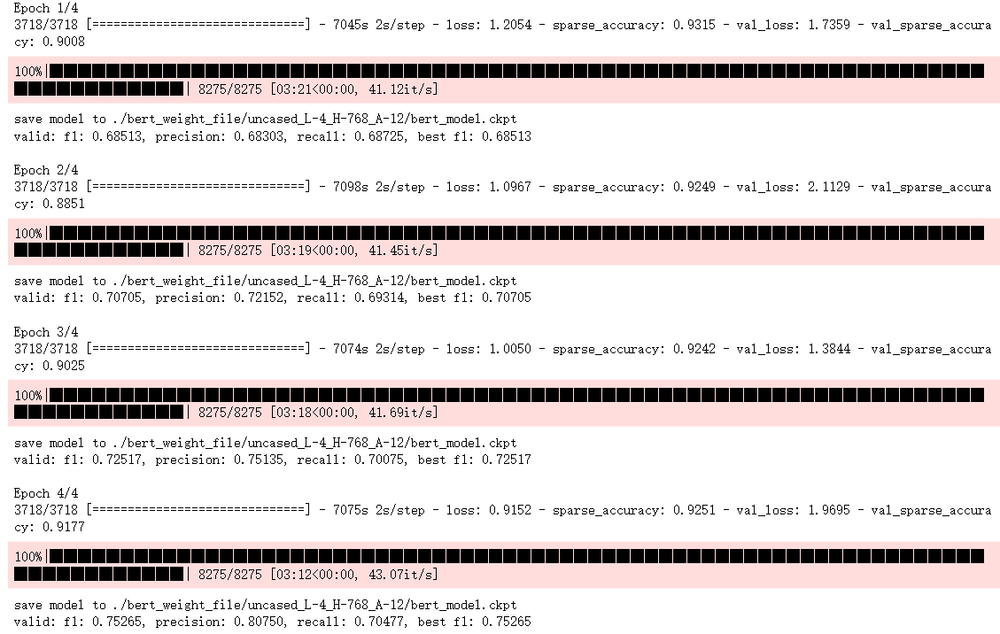 Epoch 1/4
3718/3718 [==============================] - 7045s 2s/step - loss: 1.2054 - sparse_accuracy: 0.9315 - val_loss: 1.7359 - val_sparse_accura
cy: 0.9008
100%|
| 8275/8275 [03:21<00:00, 41.12it/s]
save model to ./bert_weight_file/uncased_L-4_H-768_A-12/bert_model.ckpt
valid: f1: 0.68513, precision: 0.68303, recall: 0.68725, best f1: 0.68513
Epoch 2/4
3718/3718 [==============================] - 7098s 2s/step - loss: 1.0967 - sparse_accuracy: 0.9249 - val_loss: 2.1129 - val_sparse_accura
cy: 0.8851
100%|
| 8275/8275 [03:19<00:00, 41.45it/s]
save model to ./bert_weight_file/uncased_L-4_H-768_A-12/bert_model.ckpt
valid: f1: 0.70705, precision: 0.72152, recall: 0.69314, best f1: 0.70705
Epoch 3/4
3718/3718 [==============================] - 7074s 2s/step - loss: 1.0050 - sparse_accuracy: 0.9242 - val_loss: 1.3844 - val_sparse_accura
cy: 0.9025
100%|
| 8275/8275 [03:18<00:00, 41.69it/s]
save model to ./bert_weight_file/uncased_L-4_H-768_A-12/bert_model.ckpt
valid: f1: 0.72517, precision: 0.75135, recall: 0.70075, best f1: 0.72517
Epoch 4/4
3718/3718 [==============================] - 7075s 2s/step - loss: 0.9152 - sparse_accuracy: 0.9251 - val_loss: 1.9695 - val_sparse_accura
cy: 0.9177
100%|
| 8275/8275 [03:12<00:00, 43.07it/s]
save model to ./bert_weight_file/uncased_L-4_H-768_A-12/bert_model.ckpt
valid: f1: 0.75265, precision: 0.80750, recall: 0.70477, best f1: 0.75265